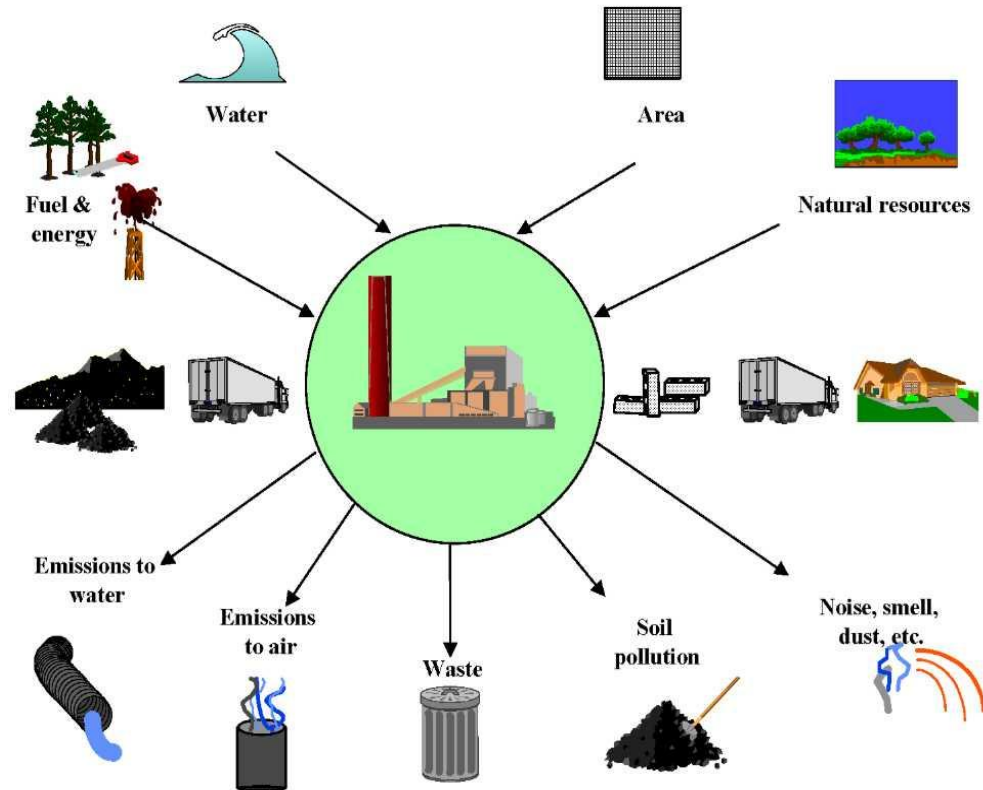 Water
Area
Fuel &
energy
Natural resources
Emissions to
water
Emissions
to air
Waste
Soil
pollution
Noise, smell,
dust, etc.